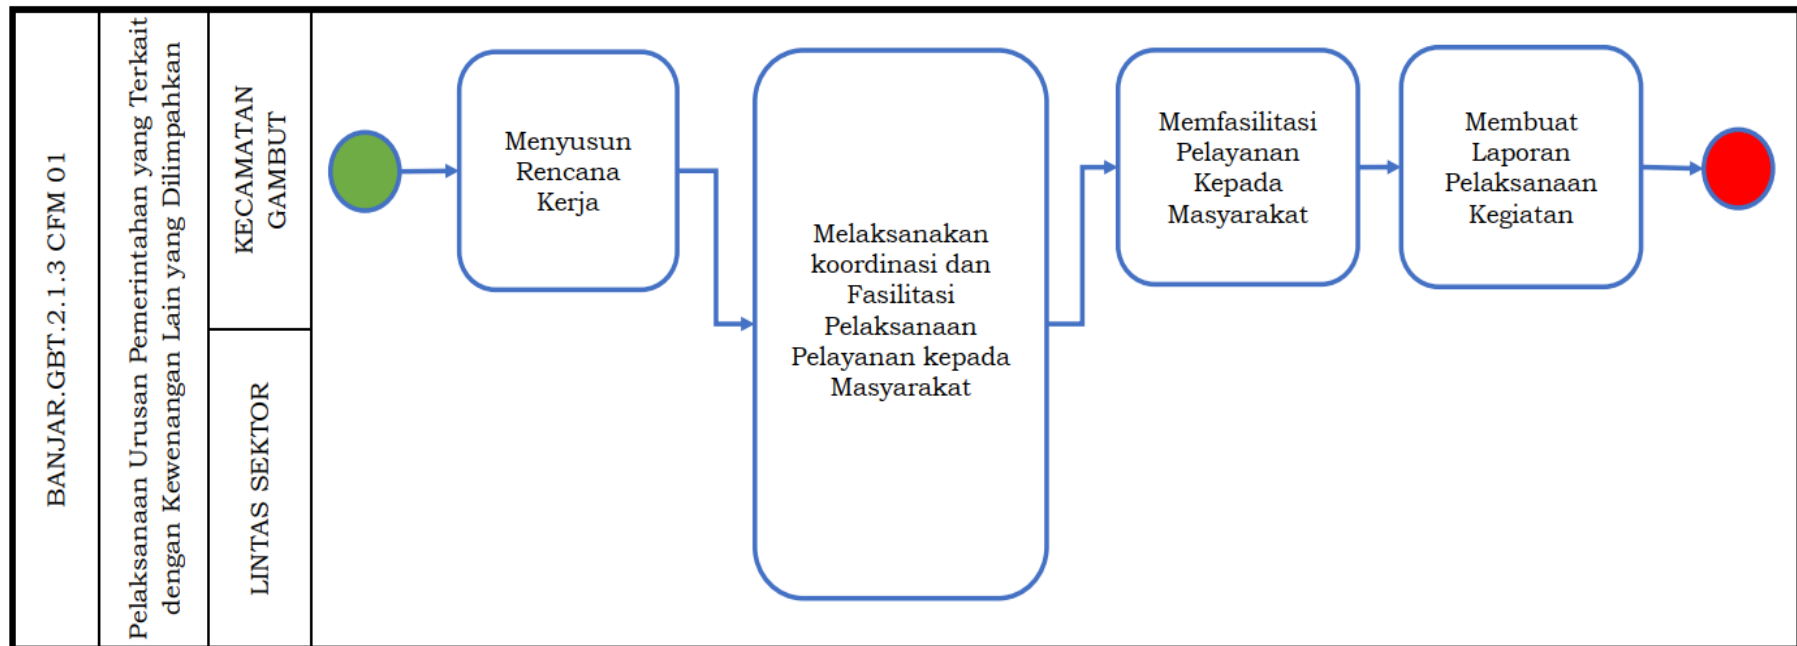 BANJAR.GBT.2.1.3 CFM 01
Pelaksanaan Urusan Pemerintahan yang Terkait
dengan Kewenangan Lain yang Dilimpahkan
KECAMATAN
GAMBUT
LINTAS SEKTOR
Menyusun
Rencana
Kerja
Melaksanakan
koordinasi dan
Fasilitasi
Pelaksanaan
Pelayanan kepada
Masyarakat
Memfasilitasi
Pelayanan
Kepada
Masyarakat
Membuat
Laporan
Pelaksanaan
Kegiatan